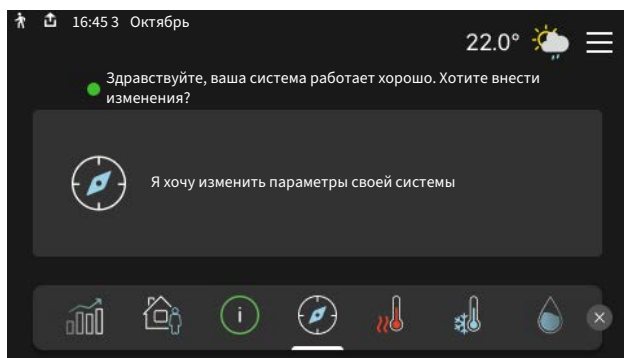 16:45 3 Октябрь
22.0°
Здравствуйте, ваша система работает хорошо. Хотите внести
изменения?
Я хочу изменить параметры своей системы